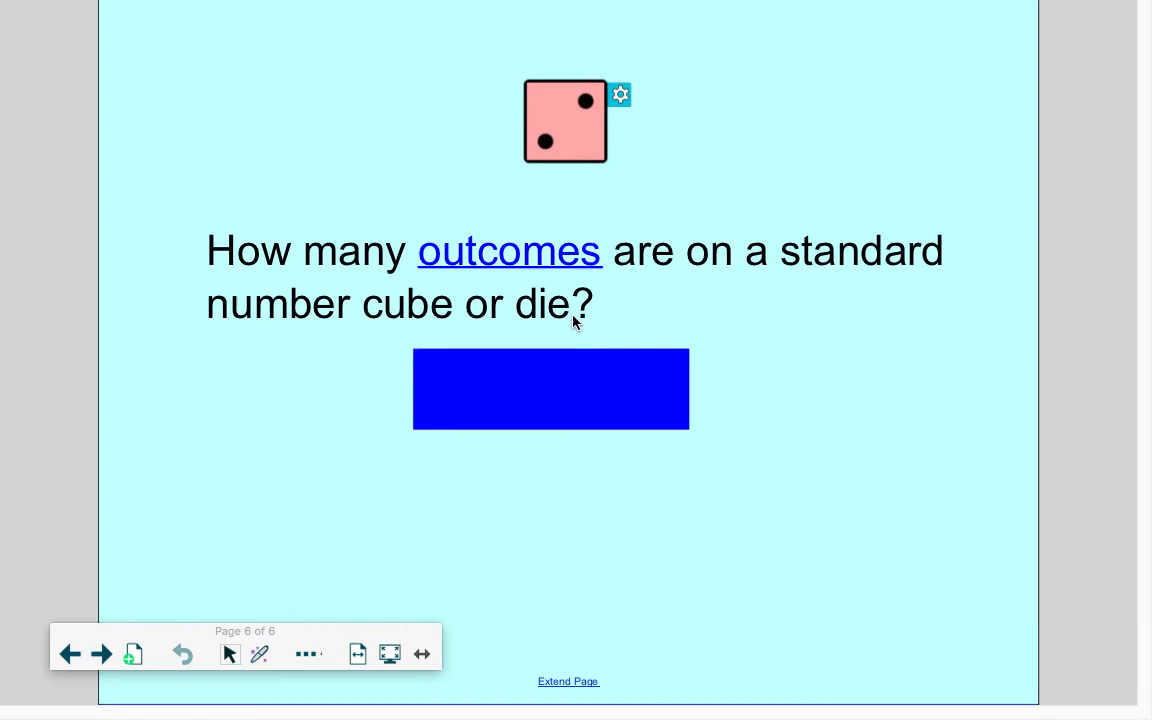 How many outcomes are on a standard
number cube or die?
Page 6 of 6
Extend Page